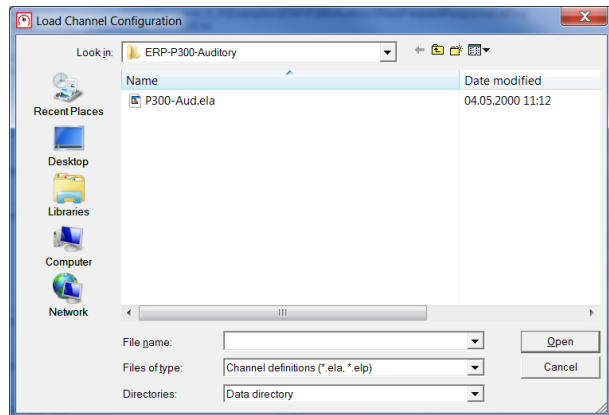 Load Channel Configuration
Look in: ERP-P300-Auditory
Name Date modified
P300-Aud.ela 04.05.2000 11:12
Recent Places
Desktop
Libraries
Computer
Network
File name: Open
Files of type: Channel definitions (*.ela, *.elp) Cancel
Directories: Data directory